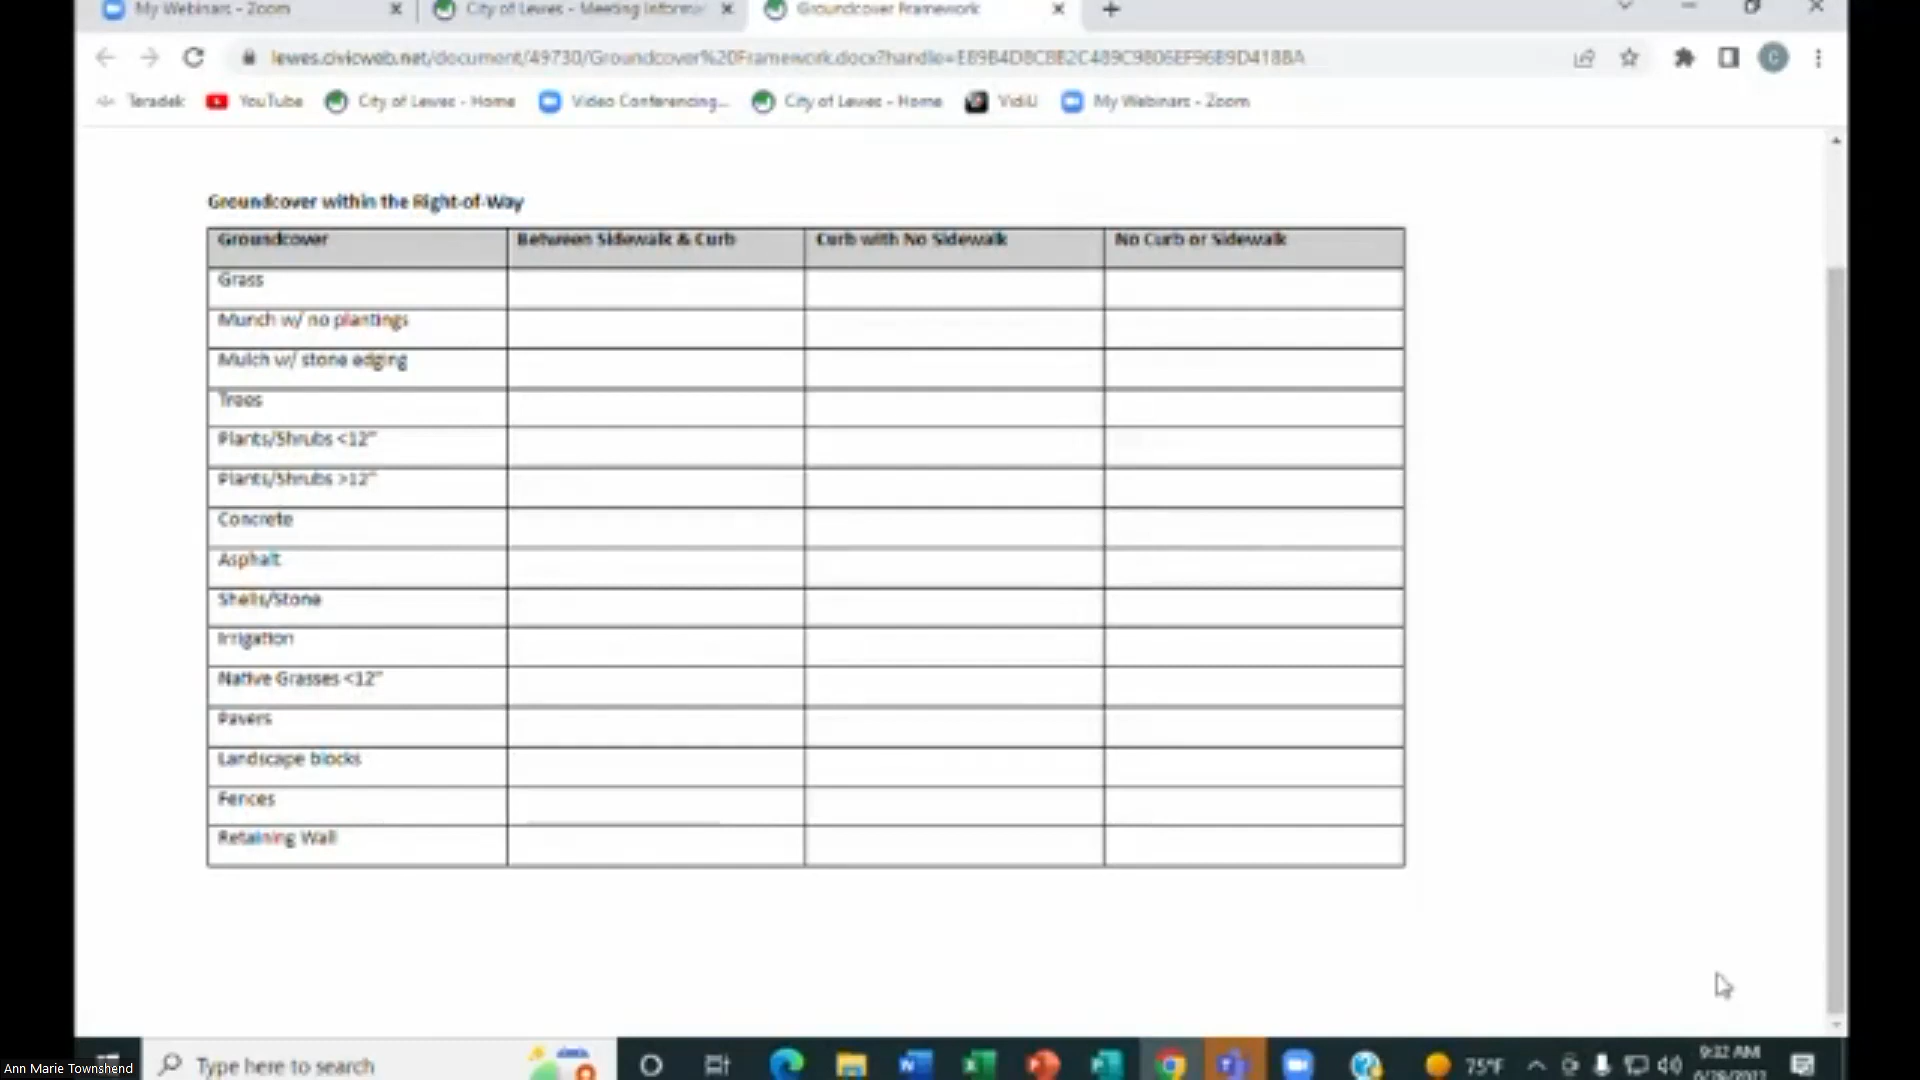 My Webinars - Zoom
City of Lewes - Meeting Informa
Groundcover Framework
lewes.civicweb.net/document/49730/Groundcover%20Framework.docx?handle=E89B4D8CBB2C489C9806EF96B9D41BBA
Teradek
YouTube
City of Lewes - Home
Video Conferencing...
City of Lewes - Home
VidiU
My Webinars - Zoom
Groundcover within the Right-of-Way
Groundcover Between Sidewalk & Curb Curb with No Sidewalk No Curb or Sidewalk
Grass
Munch w/ no plantings
Mulch w/ stone edging
Trees
Plants/Shrubs <12"
Plants/Shrubs >12"
Concrete
Asphalt
Shells/Stone
Irrigation
Native Grasses <12"
Pavers
Landscape blocks
Fences
Retaining Wall
Ann Marie Townshend
Type here to search
75°F
9:32 AM